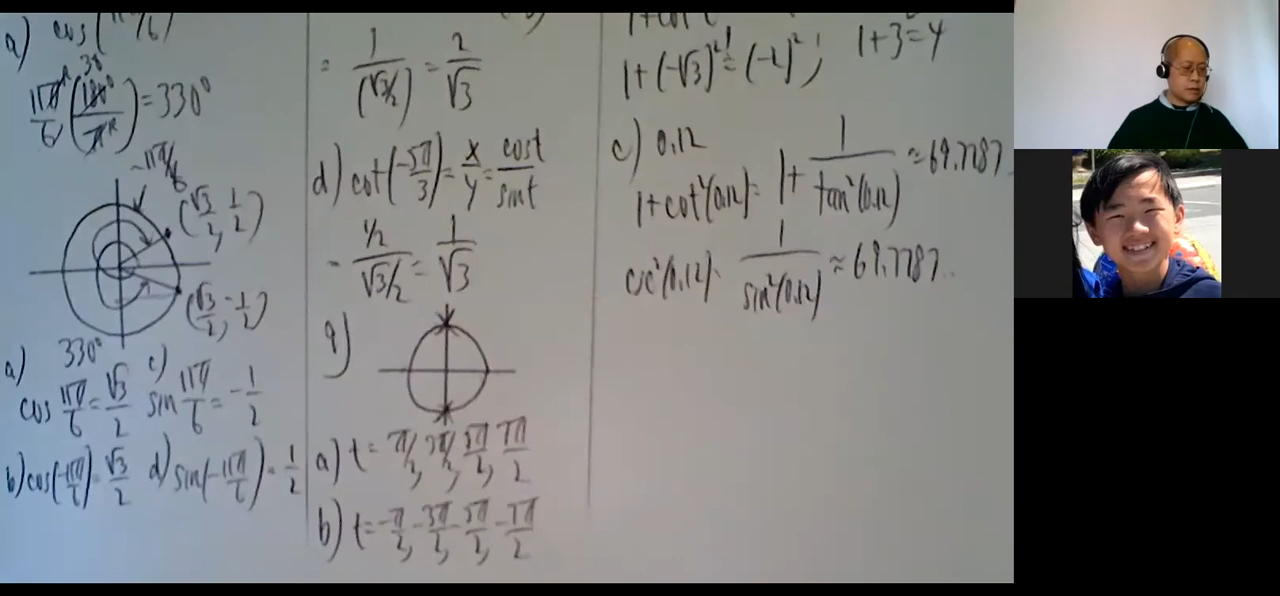 a) cos(11π/6)
11π^R/6 (180°/π^R) = 330°
30
-11π/6
(√3/2, 1/2)
(√3/2, -1/2)
a) 330° c)
cos 11π/6 = √3/2 sin 11π/6 = -1/2
b) cos(-11π/6) = √3/2 d) sin(-11π/6) = 1/2
= 1/(√3/2) = 2/√3
d) cot(-5π/3) = x/y = cost/sint
= 1/2/√3/2 = 1/√3
9)
a) t = π/2, 3π/2, 5π/2, 7π/2
b) t = -π/2, -3π/2, -5π/2, -7π/2
1+cot² t
1+(-√3)² = (-2)²; 1+3=4
c) 0.12
1+cot²(0.12) = 1+ 1/tan²(0.12) ≈ 69.7787...
csc²(0.12) = 1/sin²(0.12) ≈ 69.7787...